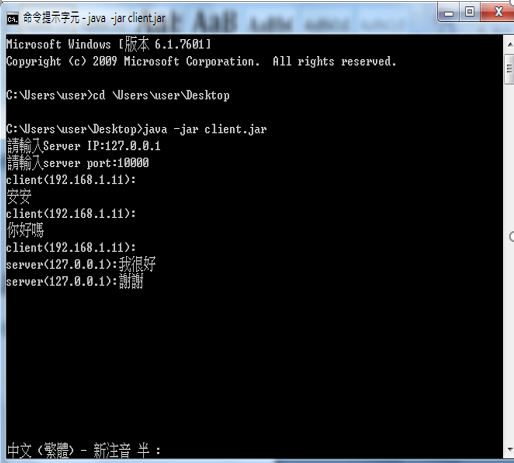 命令提示字元 - java -jar client.jar
Microsoft Windows [版本 6.1.7601]
Copyright (c) 2009 Microsoft Corporation.  All rights reserved.
C:\Users\user>cd \Users\user\Desktop
C:\Users\user\Desktop>java -jar client.jar
請輸入Server IP:127.0.0.1
請輸入server port:10000
client(192.168.1.11):
安安
client(192.168.1.11):
你好嗎
client(192.168.1.11):
server(127.0.0.1):我很好
server(127.0.0.1):謝謝
中文 (繁體) - 新注音 半 :